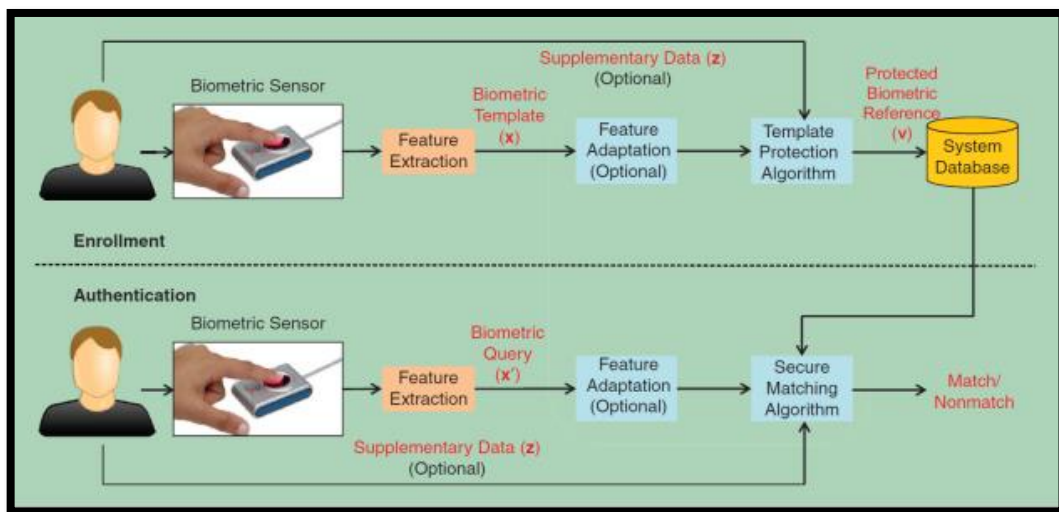 Supplementary Data (z)
(Optional)
Biometric Sensor
Biometric
Template
(x)
Protected
Biometric
Reference
(v)
Feature
Extraction
Feature
Adaptation
(Optional)
Template
Protection
Algorithm
System
Database
Enrollment
Authentication
Biometric Sensor
Biometric
Query
(x')
Feature
Extraction
Feature
Adaptation
(Optional)
Secure
Matching
Algorithm
Match/
Nonmatch
Supplementary Data (z)
(Optional)